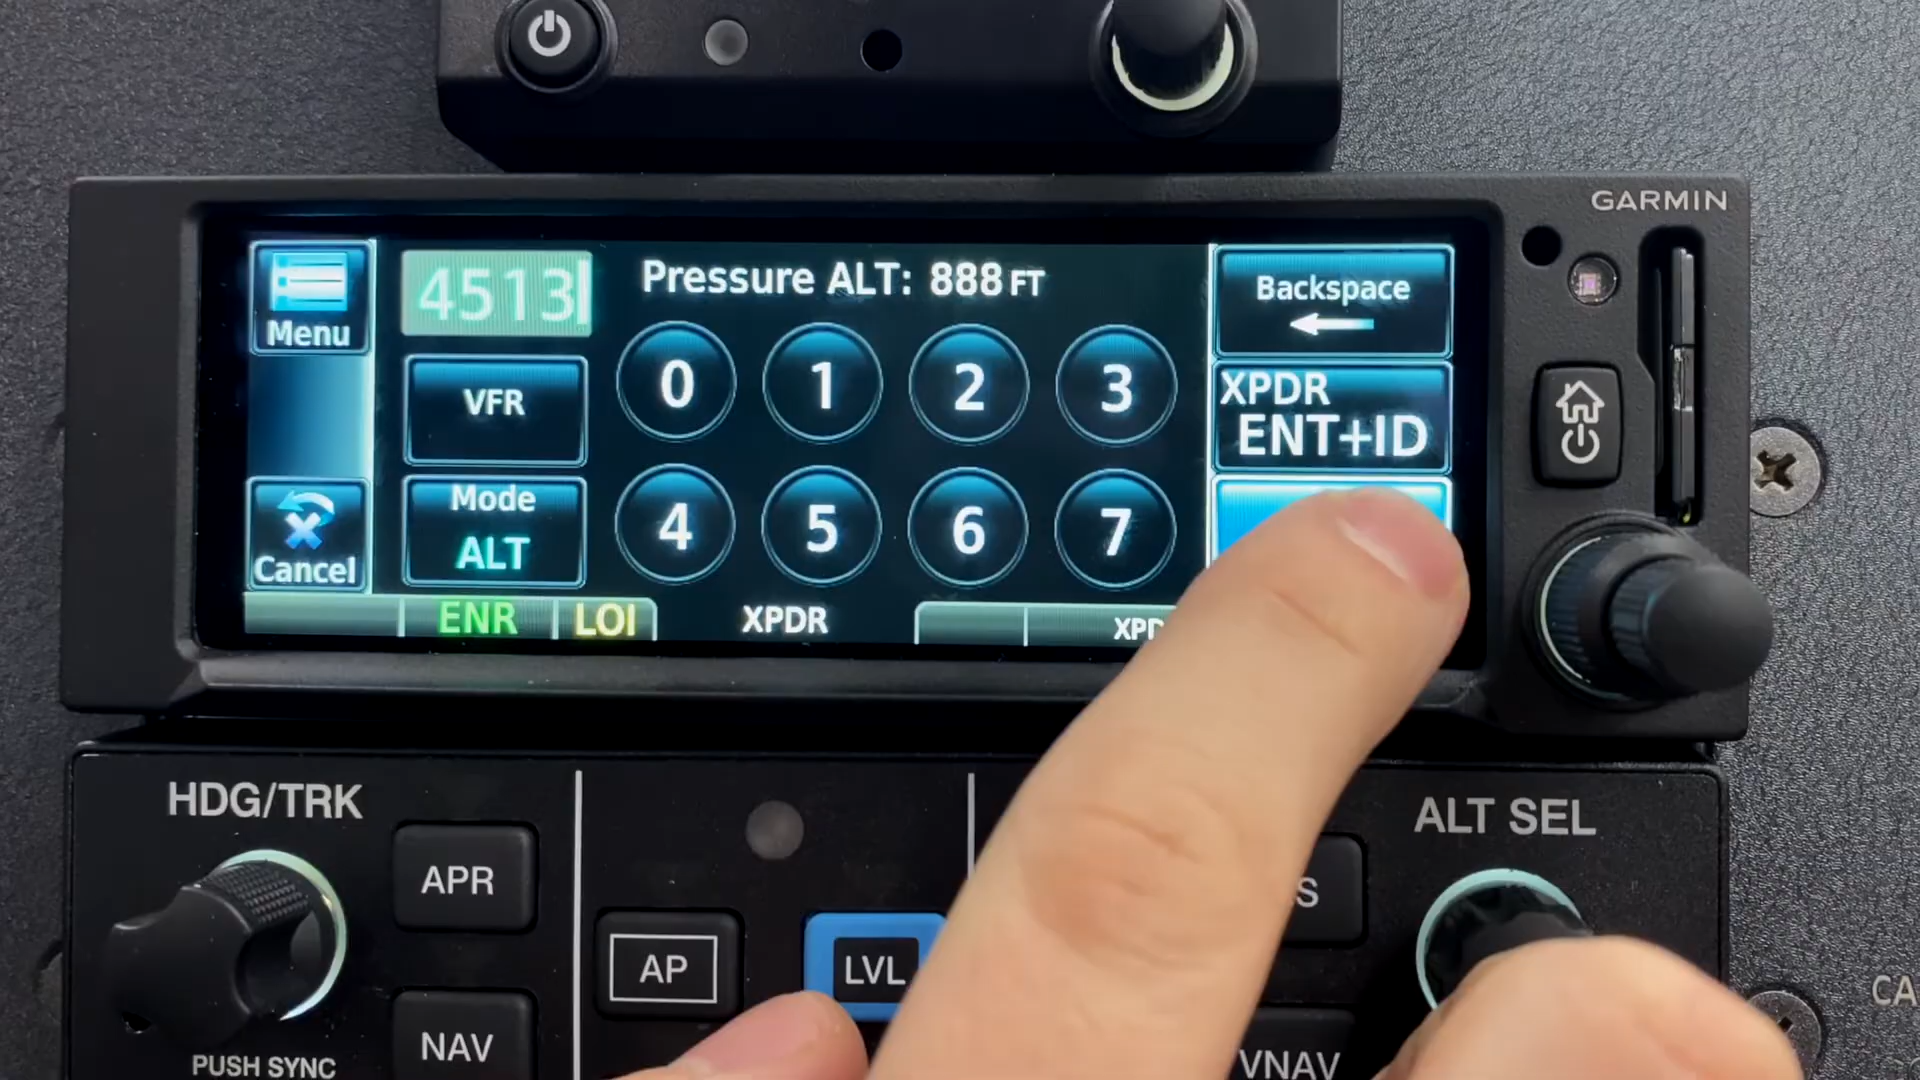 GARMIN
Menu
4513
Pressure ALT: 888 FT
Backspace
VFR
0
1
2
3
XPDR
ENT+ID
Mode
ALT
4
5
6
7
Cancel
ENR
LOI
XPDR
HDG/TRK
ALT SEL
APR
AP
LVL
NAV
VNAV
PUSH SYNC